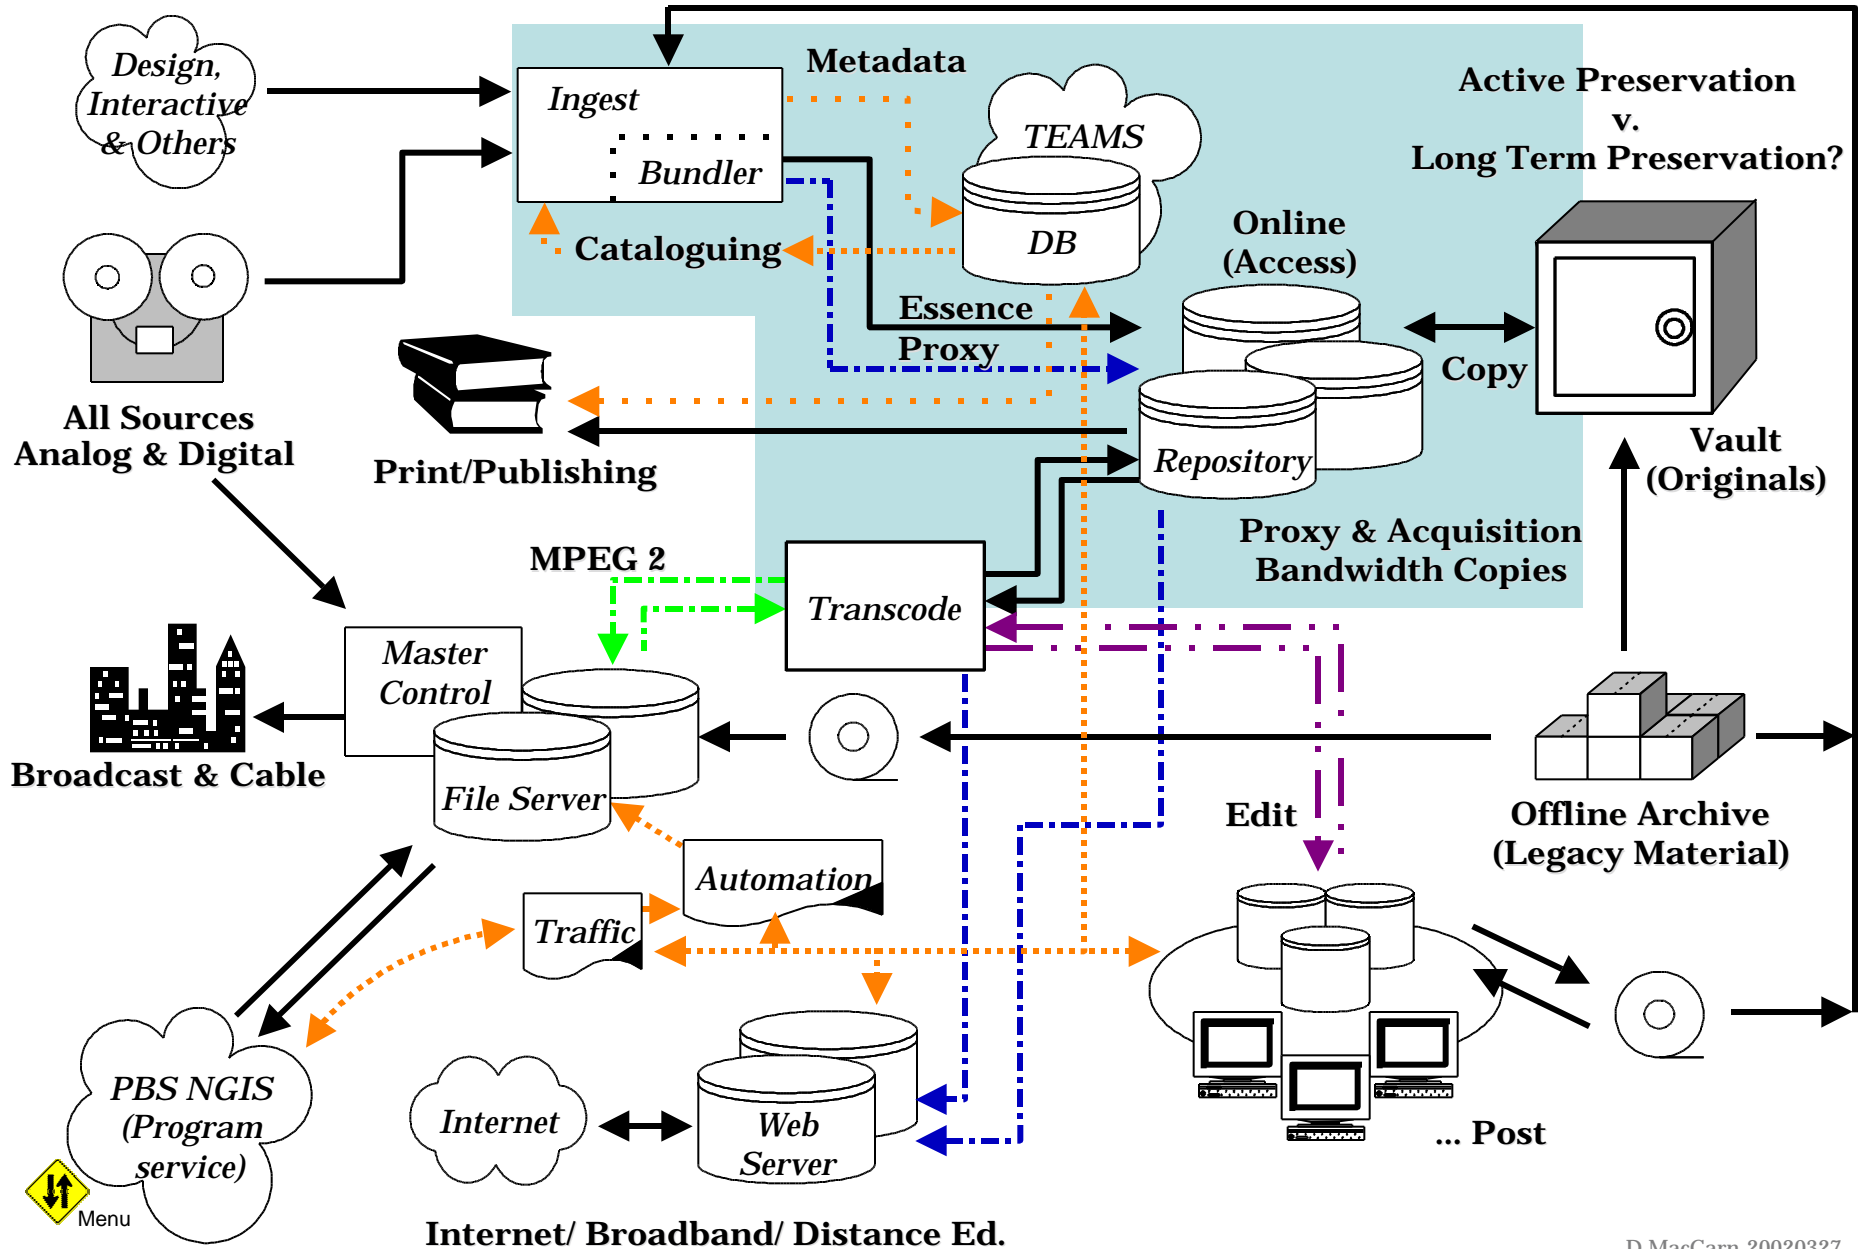 Design,
Interactive
& Others
Ingest
Bundler
Metadata
TEAMS
DB
Cataloguing
Active Preservation
v.
Long Term Preservation?
Online
(Access)
Essence
Proxy
Copy
All Sources
Analog & Digital
Print/Publishing
Repository
Vault
(Originals)
Proxy & Acquisition
Bandwidth Copies
MPEG 2
Transcode
Master
Control
Broadcast & Cable
File Server
Edit
Offline Archive
(Legacy Material)
Automation
Traffic
PBS NGIS
(Program
service)
Internet
Web
Server
... Post
Menu
Internet/ Broadband/ Distance Ed.
D.MacCarn 20020327